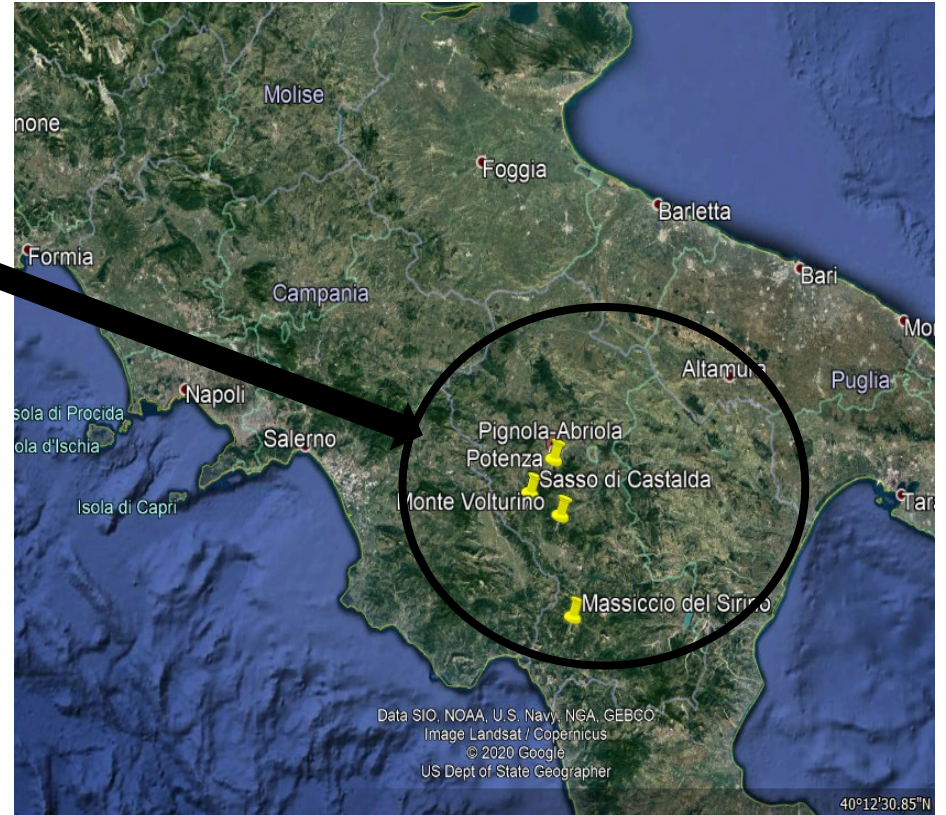 Molise
none
Foggia
Barletta
Formia
Bari
Campania
Mo
Altamura
Puglia
Napoli
sola di Procida
Salerno
ola d'Ischia
Pignola-Abriola
Potenza
Sasso di Castalda
Monte Volturino
Isola di Capri
Tara
Massiccio del Sirino
Data SIO, NOAA, U.S. Navy, NGA, GEBCO
Image Landsat / Copernicus
© 2020 Google
US Dept of State Geographer
40°12'30.85"N